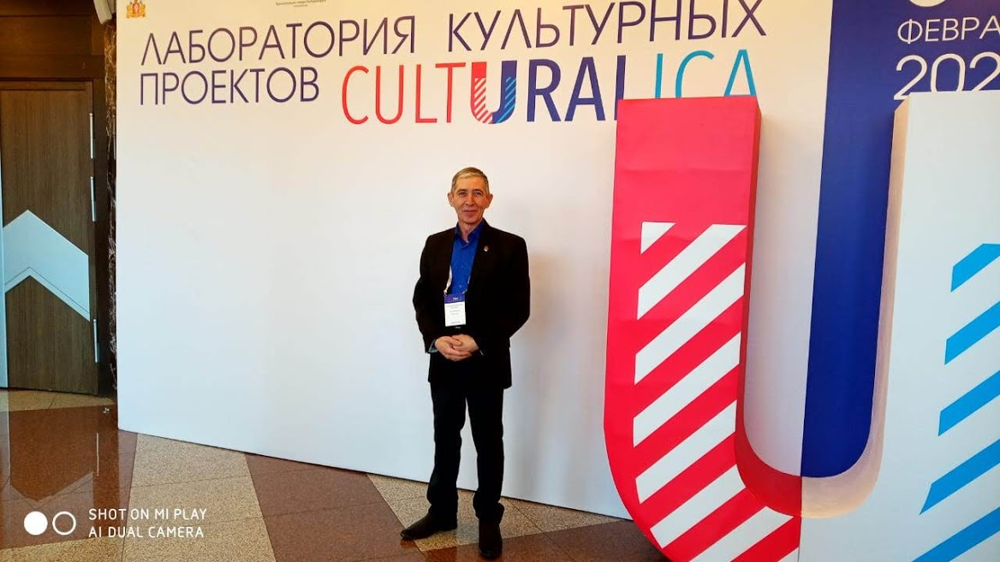 ЛАБОРАТОРИЯ КУЛЬТУРНЫХ
ПРОЕКТОВ CULTURALICA
ФЕВРА
202
SHOT ON MI PLAY
AI DUAL CAMERA